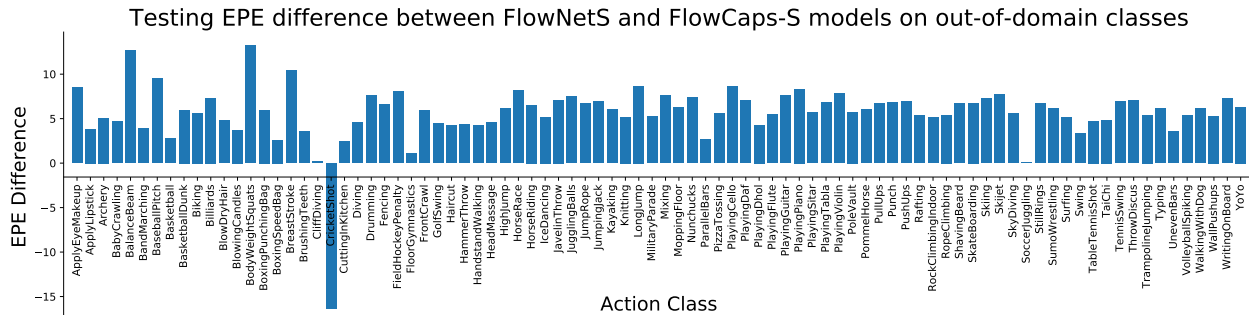 Testing EPE difference between FlowNetS and FlowCaps-S models on out-of-domain classes
EPE Difference
10
5
0
−5
−10
−15
ApplyEyeMakeup
ApplyLipstick
Archery
BabyCrawling
BalanceBeam
BandMarching
BaseballPitch
Basketball
BasketballDunk
Biking
Billiards
BlowDryHair
BlowingCandles
BodyWeightSquats
BoxingPunchingBag
BoxingSpeedBag
BreastStroke
BrushingTeeth
CliffDiving
CricketShot
CuttingInKitchen
Diving
Drumming
Fencing
FieldHockeyPenalty
FloorGymnastics
FrontCrawl
GolfSwing
Haircut
HammerThrow
HandstandWalking
HeadMassage
HighJump
HorseRace
HorseRiding
IceDancing
JavelinThrow
JugglingBalls
JumpRope
JumpingJack
Kayaking
Knitting
LongJump
MilitaryParade
Mixing
MoppingFloor
Nunchucks
ParallelBars
PizzaTossing
PlayingCello
PlayingDaf
PlayingDhol
PlayingFlute
PlayingGuitar
PlayingPiano
PlayingSitar
PlayingTabla
PlayingViolin
PoleVault
PommelHorse
PullUps
Punch
PushUps
Rafting
RockClimbingIndoor
RopeClimbing
ShavingBeard
SkateBoarding
Skiing
Skijet
SkyDiving
SoccerJuggling
StillRings
SumoWrestling
Surfing
Swing
TableTennisShot
TaiChi
TennisSwing
ThrowDiscus
TrampolineJumping
Typing
UnevenBars
VolleyballSpiking
WalkingWithDog
WallPushups
WritingOnBoard
YoYo
Action Class